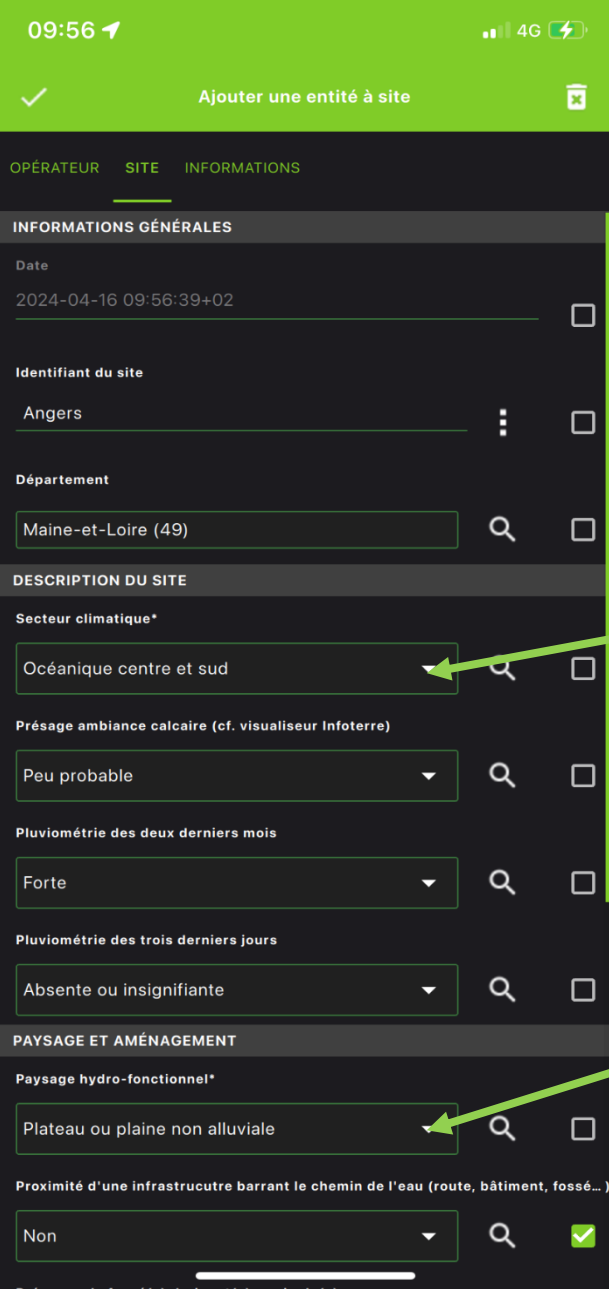 09:56
4G
Ajouter une entité à site
OPÉRATEUR SITE INFORMATIONS
INFORMATIONS GÉNÉRALES
Date
2024-04-16 09:56:39+02
Identifiant du site
Angers
Département
Maine-et-Loire (49)
DESCRIPTION DU SITE
Secteur climatique*
Océanique centre et sud
Présage ambiance calcaire (cf. visualiseur Infoterre)
Peu probable
Pluviométrie des deux derniers mois
Forte
Pluviométrie des trois derniers jours
Absente ou insignifiante
PAYSAGE ET AMÉNAGEMENT
Paysage hydro-fonctionnel*
Plateau ou plaine non alluviale
Proximité d'une infrastrucutre barrant le chemin de l'eau (route, bâtiment, fossé...)
Non